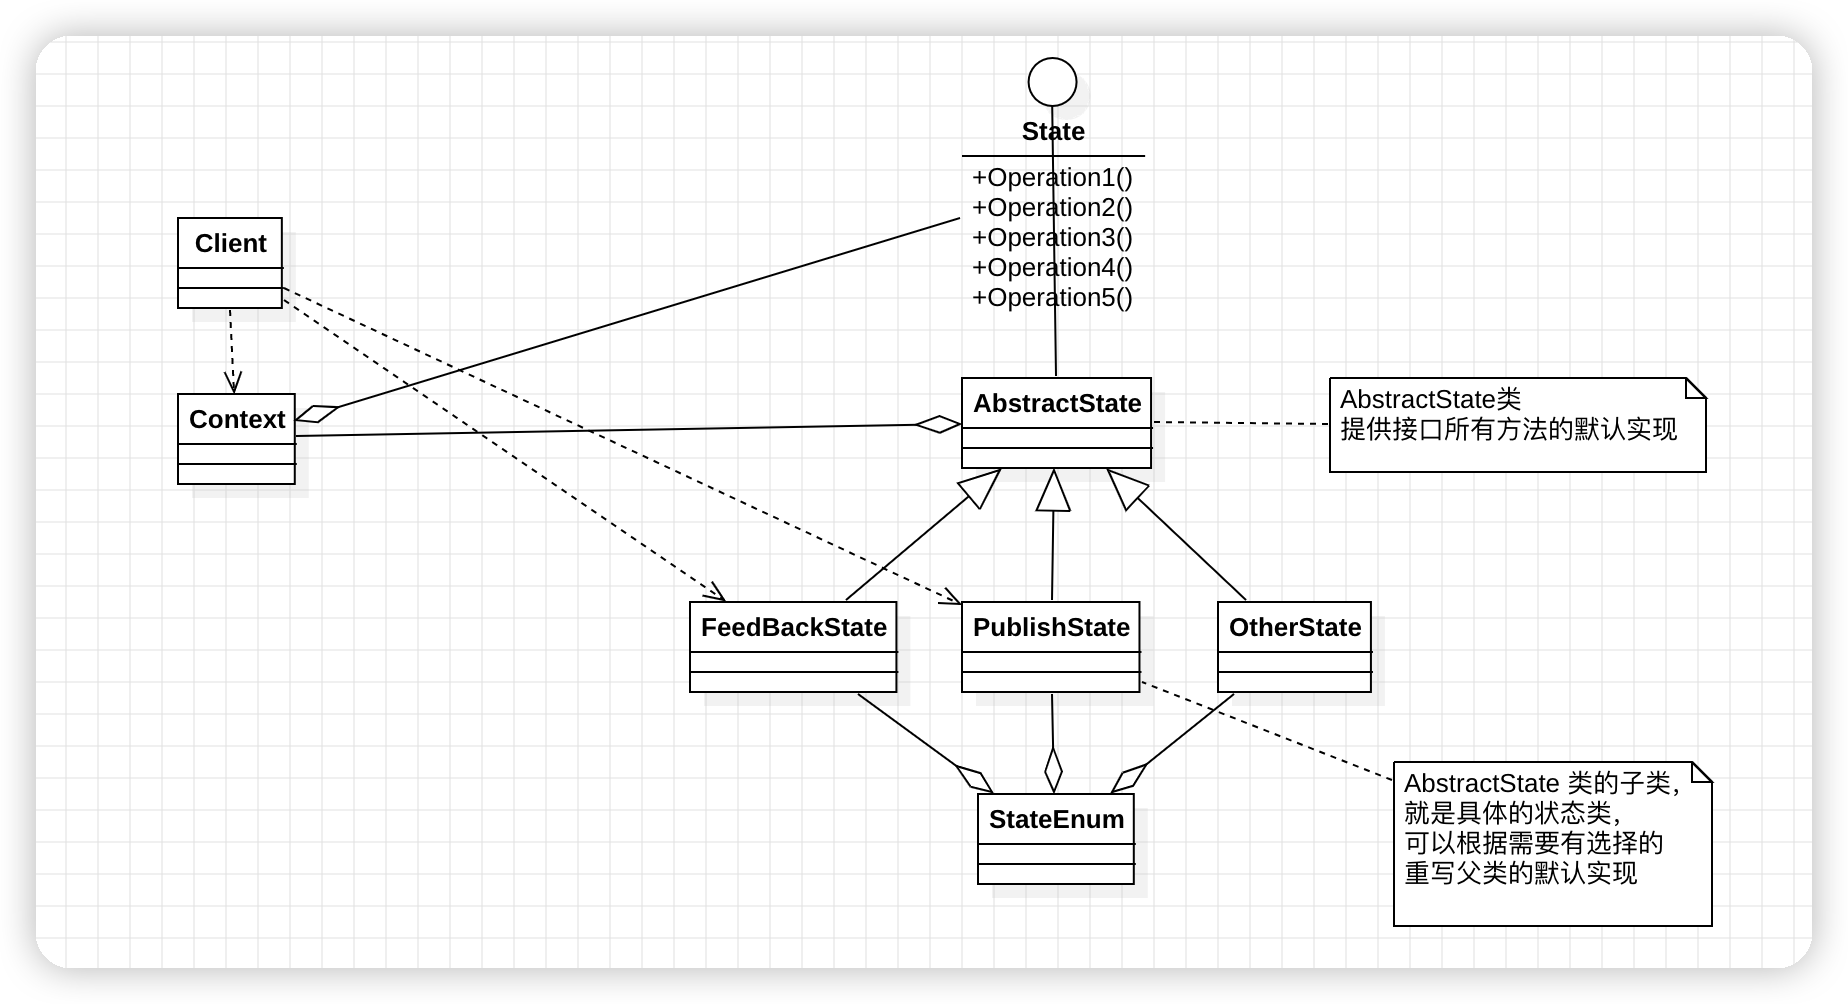 State
+Operation1()
+Operation2()
+Operation3()
+Operation4()
+Operation5()
Client
Context
AbstractState
AbstractState类
提供接口所有方法的默认实现
FeedBackState
PublishState
OtherState
StateEnum
AbstractState 类的子类，
就是具体的状态类，
可以根据需要有选择的
重写父类的默认实现